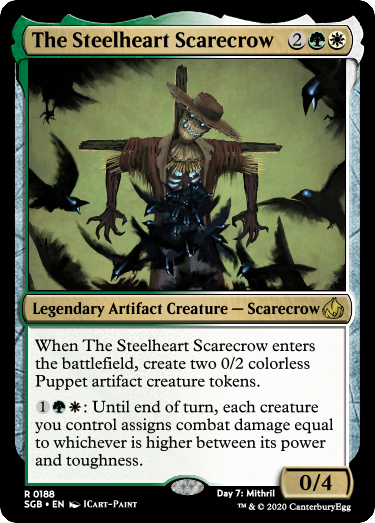 The Steelheart Scarecrow 2
Legendary Artifact Creature — Scarecrow
When The Steelheart Scarecrow enters
the battlefield, create two 0/2 colorless
Puppet artifact creature tokens.
1 : Until end of turn, each creature
you control assigns combat damage equal
to whichever is higher between its power
and toughness.
0/4
R 0188
SGB • EN ICart-Paint
Day 7: Mithril
™ & © 2020 CanterburyEgg